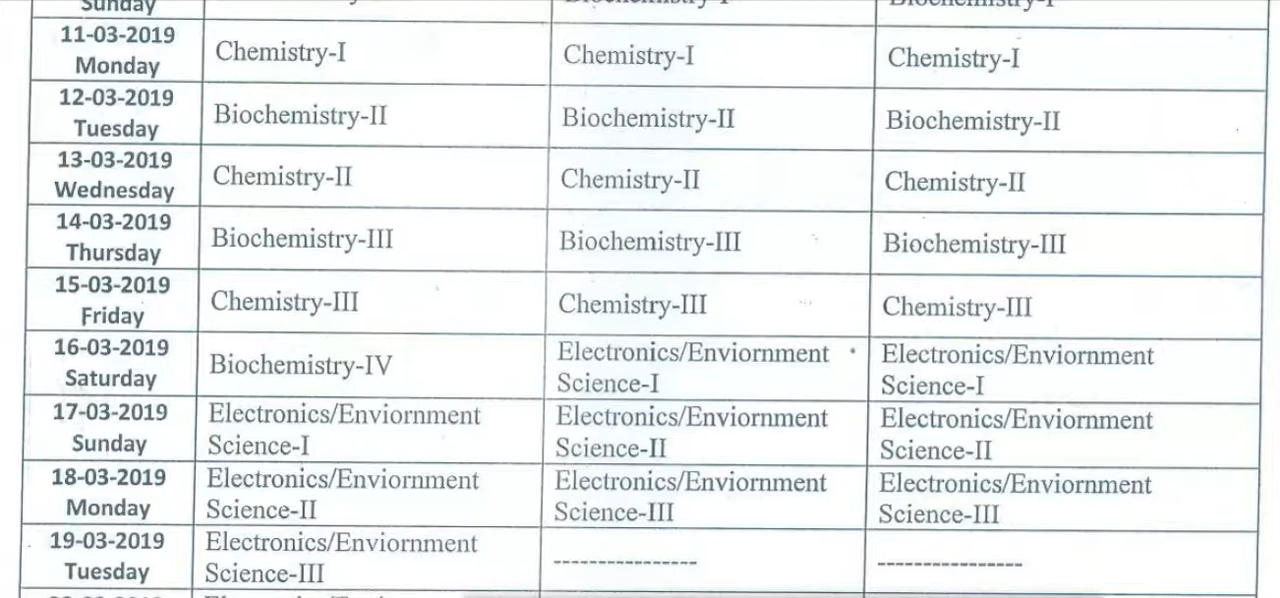 Sunday
11-03-2019
Monday
Chemistry-I
Chemistry-I
Chemistry-I
12-03-2019
Tuesday
Biochemistry-II
Biochemistry-II
Biochemistry-II
13-03-2019
Wednesday
Chemistry-II
Chemistry-II
Chemistry-II
14-03-2019
Thursday
Biochemistry-III
Biochemistry-III
Biochemistry-III
15-03-2019
Friday
Chemistry-III
Chemistry-III
Chemistry-III
16-03-2019
Saturday
Biochemistry-IV
Electronics/Enviornment
Science-I
Electronics/Enviornment
Science-I
17-03-2019
Sunday
Electronics/Enviornment
Science-I
Electronics/Enviornment
Science-II
Electronics/Enviornment
Science-II
18-03-2019
Monday
Electronics/Enviornment
Science-II
Electronics/Enviornment
Science-III
Electronics/Enviornment
Science-III
19-03-2019
Tuesday
Electronics/Enviornment
Science-III
----------------
----------------